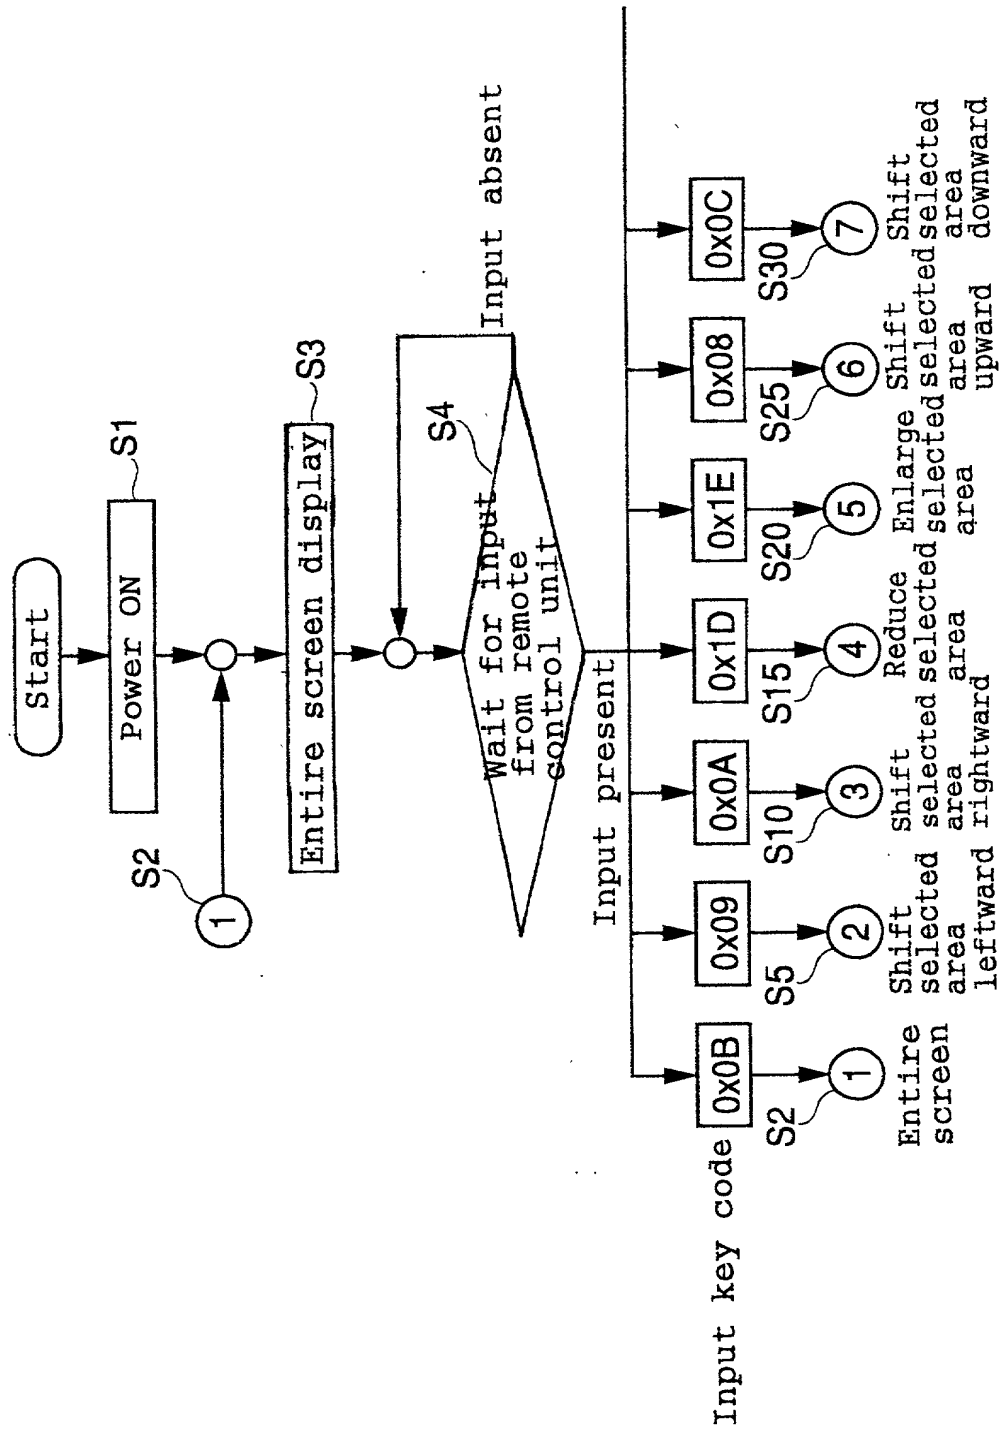 Start
Power ON
S1
S2
1
Entire screen display
S3
Wait for input
from remote
control unit
S4
Input absent
Input present
Input key code
0x0B
0x09
0x0A
0x1D
0x1E
0x08
0x0C
S2
S5
S10
S15
S20
S25
S30
1
2
3
4
5
6
7
Entire
screen
Shift
selected
area
leftward
Shift
selected
area
rightward
Reduce
selected
area
Enlarge
selected
area
Shift
selected
area
upward
Shift
selected
area
downward